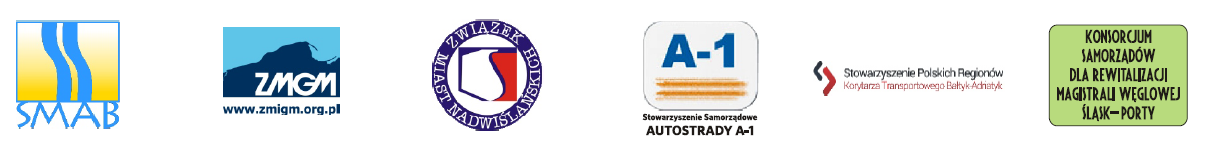 SMAB
ZMGM
www.zmigm.org.pl
ZWIĄZEK
MIAST NADWIŚLAŃSKICH
A-1
Stowarzyszenie Samorządowe
AUTOSTRADY A-1
Stowarzyszenie Polskich Regionów
Korytarza Transportowego Bałtyk-Adriatyk
KONSORCJUM
SAMORZĄDÓW
DLA REWITALIZACJI
MAGISTRALI WĘGLOWEJ
ŚLĄSK—PORTY